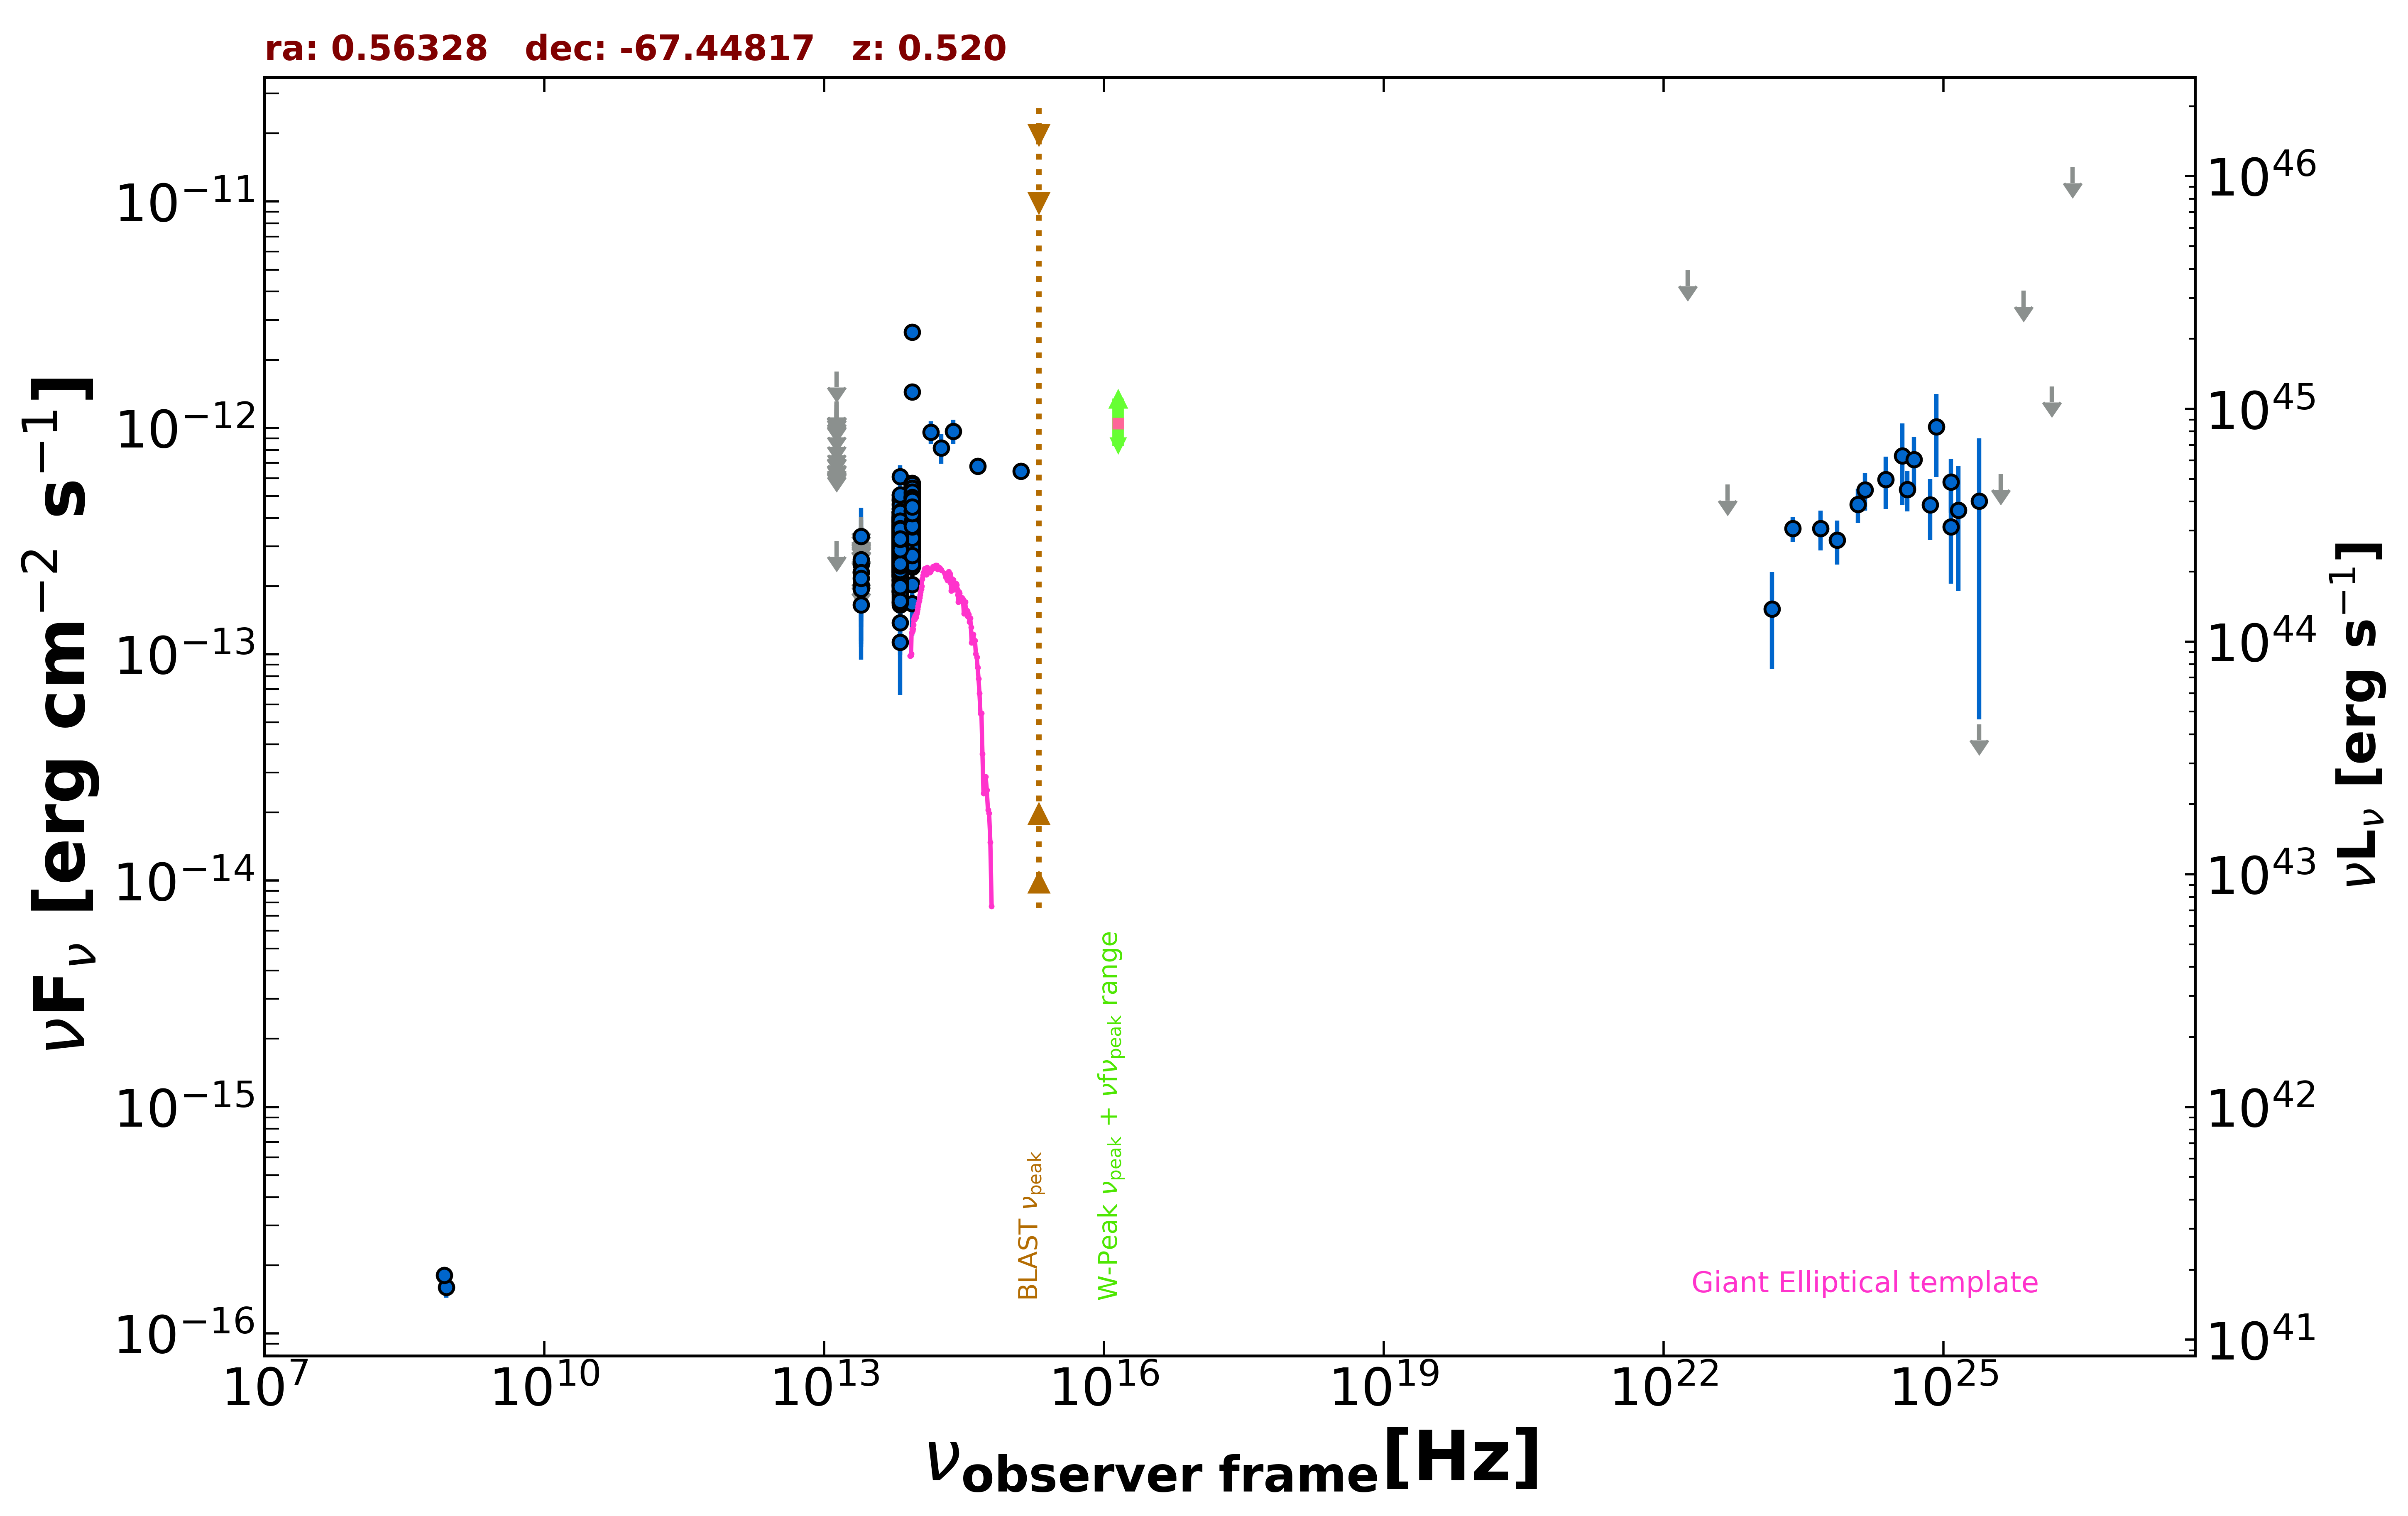 ra: 0.56328   dec: -67.44817   z: 0.520
νF_ν [erg cm^−2 s^−1]
10^−11
10^−12
10^−13
10^−14
10^−15
10^−16
10^46
10^45
10^44
10^43
10^42
10^41
νL_ν [erg s^−1]
BLAST ν_peak
W-Peak ν_peak + νfν_peak range
Giant Elliptical template
10^7 10^10 10^13 10^16 10^19 10^22 10^25
ν_observer frame [Hz]